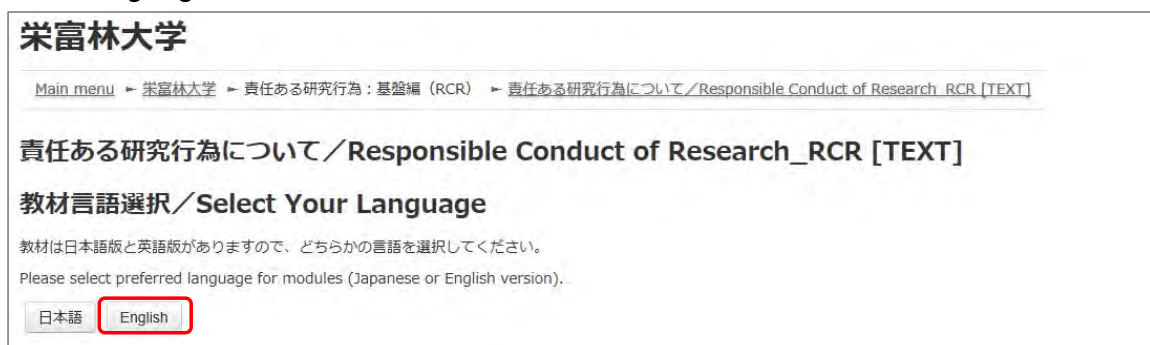 栄富林大学
Main menu ► 栄富林大学 ► 責任ある研究行為：基盤編（RCR） ► 責任ある研究行為について／Responsible Conduct of Research_RCR [TEXT]
責任ある研究行為について／Responsible Conduct of Research_RCR [TEXT]
教材言語選択／Select Your Language
教材は日本語版と英語版がありますので、どちらかの言語を選択してください。
Please select preferred language for modules (Japanese or English version).
日本語 English